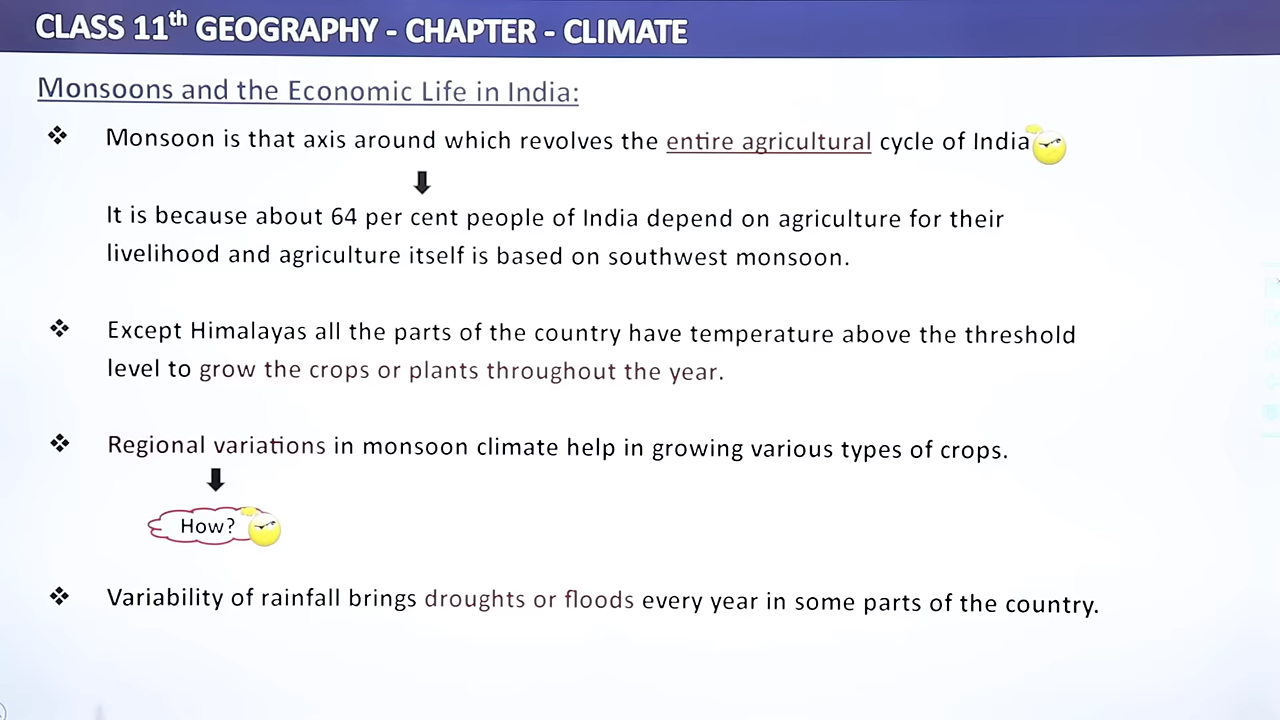 CLASS 11th GEOGRAPHY - CHAPTER - CLIMATE
Monsoons and the Economic Life in India:
❖ Monsoon is that axis around which revolves the entire agricultural cycle of India
It is because about 64 per cent people of India depend on agriculture for their
livelihood and agriculture itself is based on southwest monsoon.
❖ Except Himalayas all the parts of the country have temperature above the threshold
level to grow the crops or plants throughout the year.
❖ Regional variations in monsoon climate help in growing various types of crops.
How?
❖ Variability of rainfall brings droughts or floods every year in some parts of the country.